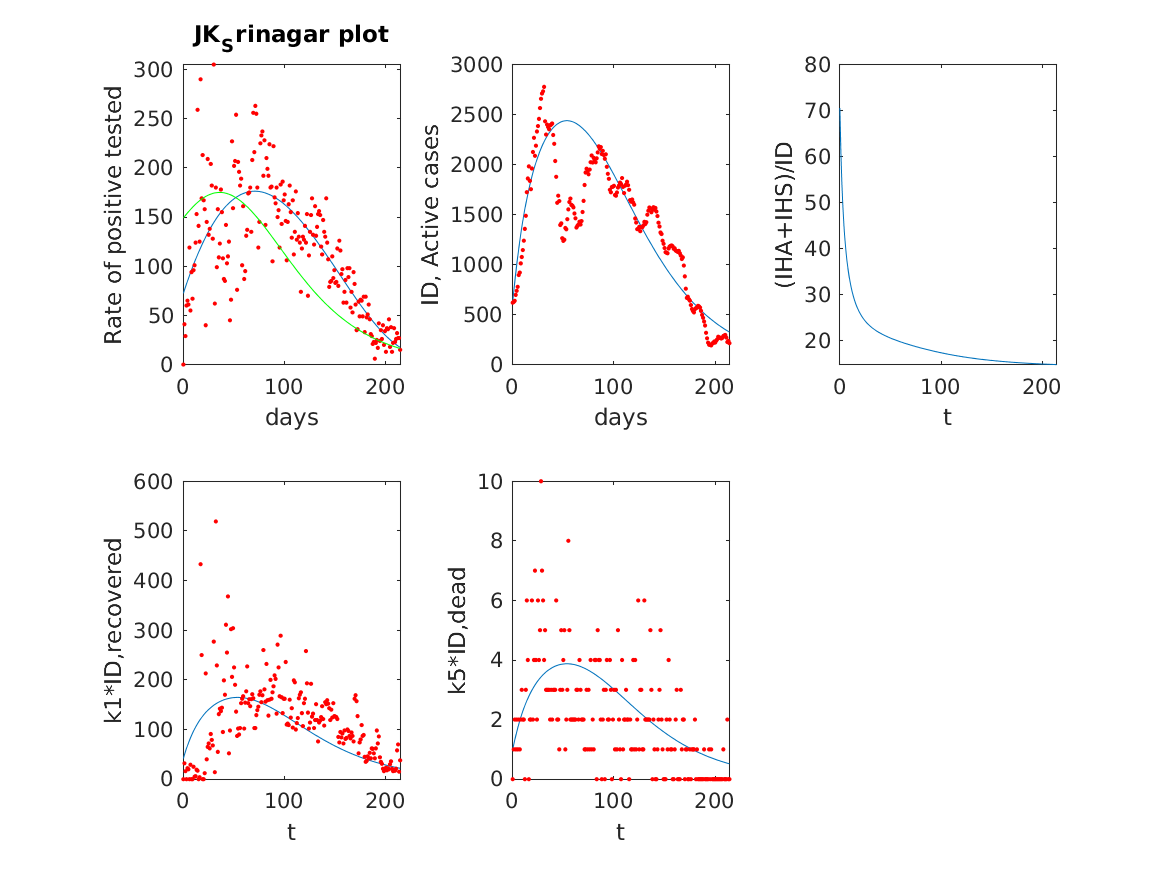 JK_Srinagar plot
Rate of positive tested
300
250
200
150
100
50
0
0 100 200
days
ID, Active cases
3000
2500
2000
1500
1000
500
0
0 100 200
days
(IHA+IHS)/ID
80
70
60
50
40
30
20
0 100 200
t
k1*ID,recovered
600
500
400
300
200
100
0
0 100 200
t
k5*ID,dead
10
8
6
4
2
0
0 100 200
t